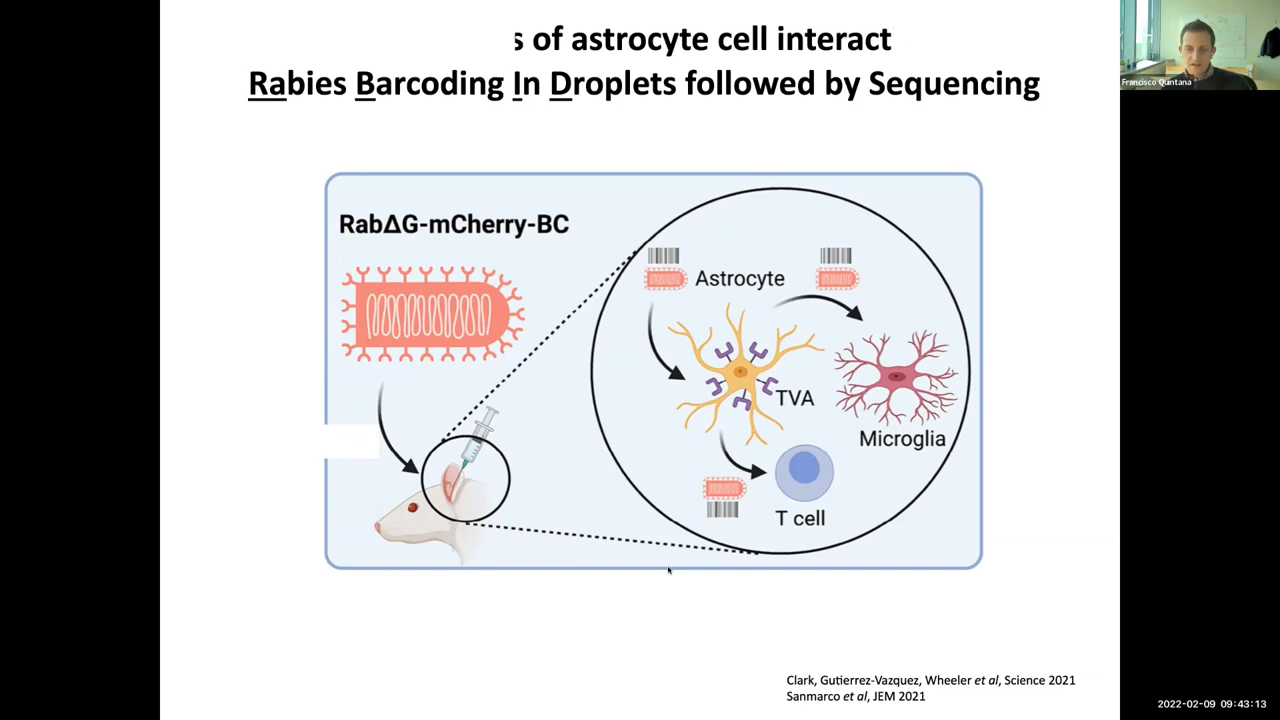 s of astrocyte cell interact
Rabies Barcoding In Droplets followed by Sequencing
Francisco Quintana
RabΔG-mCherry-BC
Astrocyte
TVA
Microglia
T cell
Clark, Gutierrez-Vazquez, Wheeler et al, Science 2021
Sanmarco et al, JEM 2021
2022-02-09 09:43:13